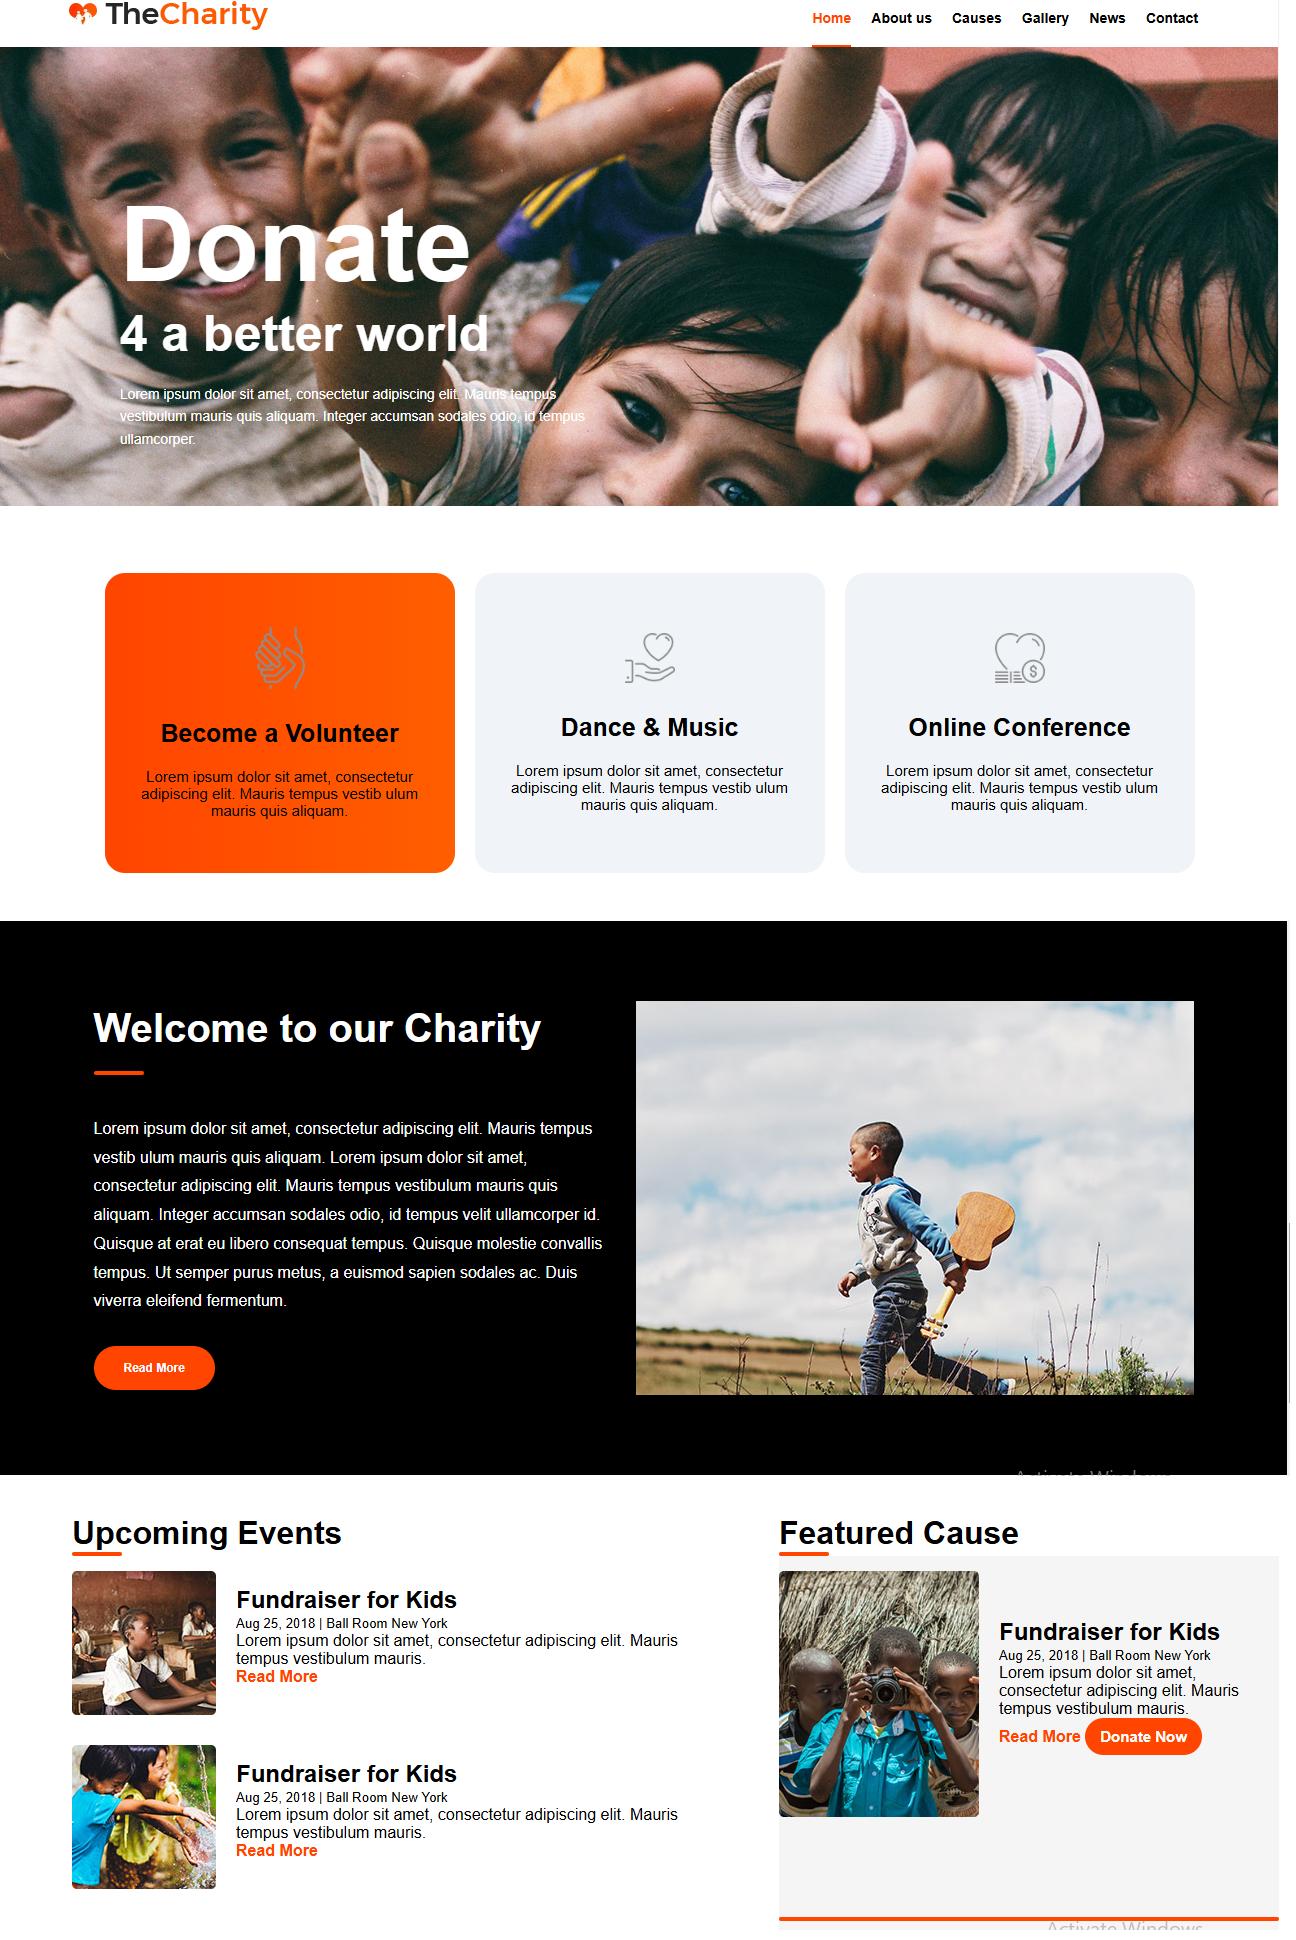 TheCharity
Home About us Causes Gallery News Contact
Donate
4 a better world
Lorem ipsum dolor sit amet, consectetur adipiscing elit. Mauris tempus
vestibulum mauris quis aliquam. Integer accumsan sodales odio, id tempus
ullamcorper.
Become a Volunteer
Lorem ipsum dolor sit amet, consectetur
adipiscing elit. Mauris tempus vestib ulum
mauris quis aliquam.
Dance & Music
Lorem ipsum dolor sit amet, consectetur
adipiscing elit. Mauris tempus vestib ulum
mauris quis aliquam.
$
Online Conference
Lorem ipsum dolor sit amet, consectetur
adipiscing elit. Mauris tempus vestib ulum
mauris quis aliquam.
Welcome to our Charity
Lorem ipsum dolor sit amet, consectetur adipiscing elit. Mauris tempus
vestib ulum mauris quis aliquam. Lorem ipsum dolor sit amet,
consectetur adipiscing elit. Mauris tempus vestibulum mauris quis
aliquam. Integer accumsan sodales odio, id tempus velit ullamcorper id.
Quisque at erat eu libero consequat tempus. Quisque molestie convallis
tempus. Ut semper purus metus, a euismod sapien sodales ac. Duis
viverra eleifend fermentum.
Read More
Activate Windows
Upcoming Events
Fundraiser for Kids
Aug 25, 2018 | Ball Room New York
Lorem ipsum dolor sit amet, consectetur adipiscing elit. Mauris
tempus vestibulum mauris.
Read More
Fundraiser for Kids
Aug 25, 2018 | Ball Room New York
Lorem ipsum dolor sit amet, consectetur adipiscing elit. Mauris
tempus vestibulum mauris.
Read More
Featured Cause
Fundraiser for Kids
Aug 25, 2018 | Ball Room New York
Lorem ipsum dolor sit amet,
consectetur adipiscing elit. Mauris
tempus vestibulum mauris.
Read More Donate Now
Activate Windows